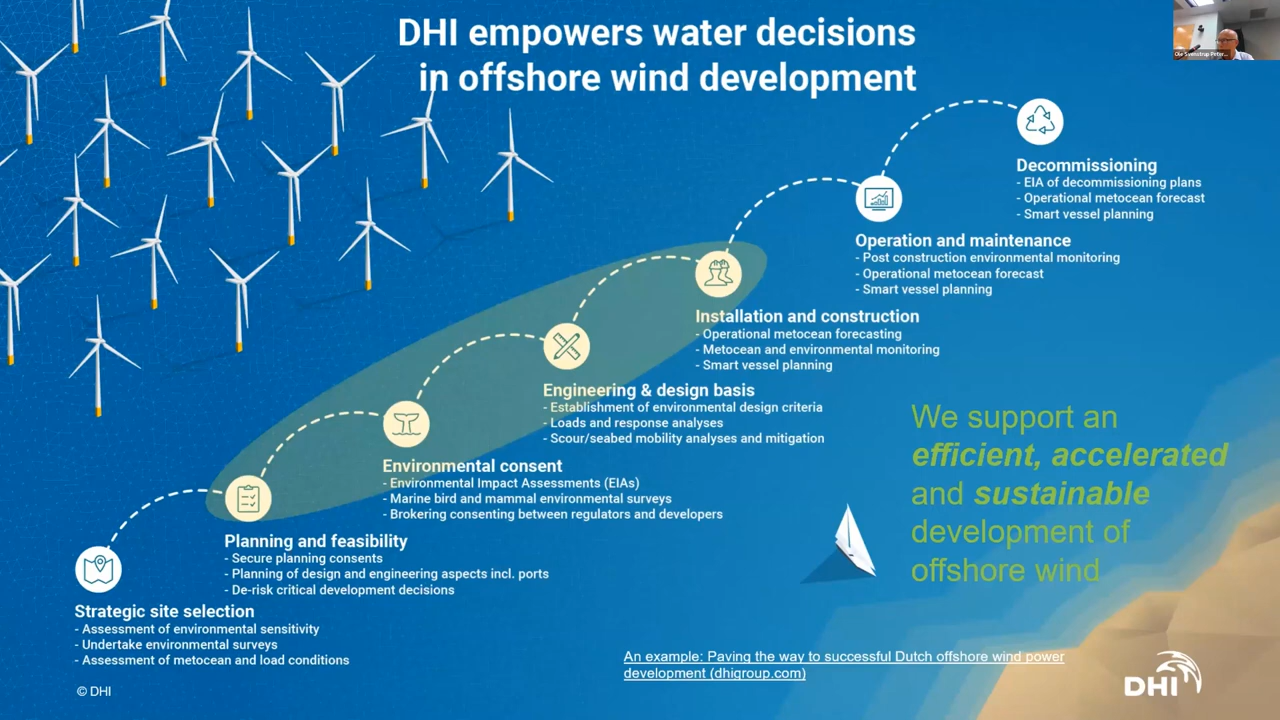 DHI empowers water decisions
in offshore wind development
Ole Svenstrup Peter...
Decommissioning
- EIA of decommissioning plans
- Operational metocean forecast
- Smart vessel planning
Operation and maintenance
- Post construction environmental monitoring
- Operational metocean forecast
- Smart vessel planning
Installation and construction
- Operational metocean forecasting
- Metocean and environmental monitoring
- Smart vessel planning
Engineering & design basis
- Establishment of environmental design criteria
- Loads and response analyses
- Scour/seabed mobility analyses and mitigation
Environmental consent
- Environmental Impact Assessments (EIAs)
- Marine bird and mammal environmental surveys
- Brokering consenting between regulators and developers
Planning and feasibility
- Secure planning consents
- Planning of design and engineering aspects incl. ports
- De-risk critical development decisions
Strategic site selection
- Assessment of environmental sensitivity
- Undertake environmental surveys
- Assessment of metocean and load conditions
We support an
efficient, accelerated
and sustainable
development of
offshore wind
An example: Paving the way to successful Dutch offshore wind power
development (dhigroup.com)
© DHI
DHI